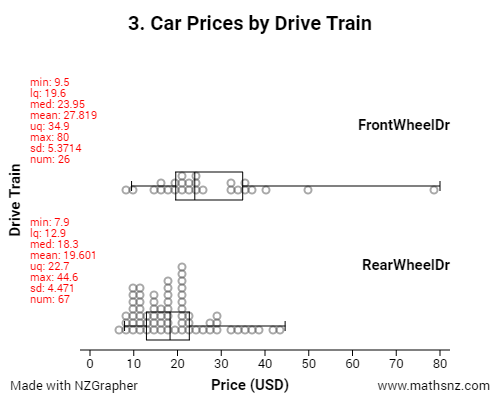 3. Car Prices by Drive Train
min: 9.5
lq: 19.6
med: 23.95
mean: 27.819
uq: 34.9
max: 80
sd: 5.3714
num: 26
FrontWheelDr
Drive Train
min: 7.9
lq: 12.9
med: 18.3
mean: 19.601
uq: 22.7
max: 44.6
sd: 4.471
num: 67
RearWheelDr
0 10 20 30 40 50 60 70 80
Made with NZGrapher Price (USD) www.mathsnz.com